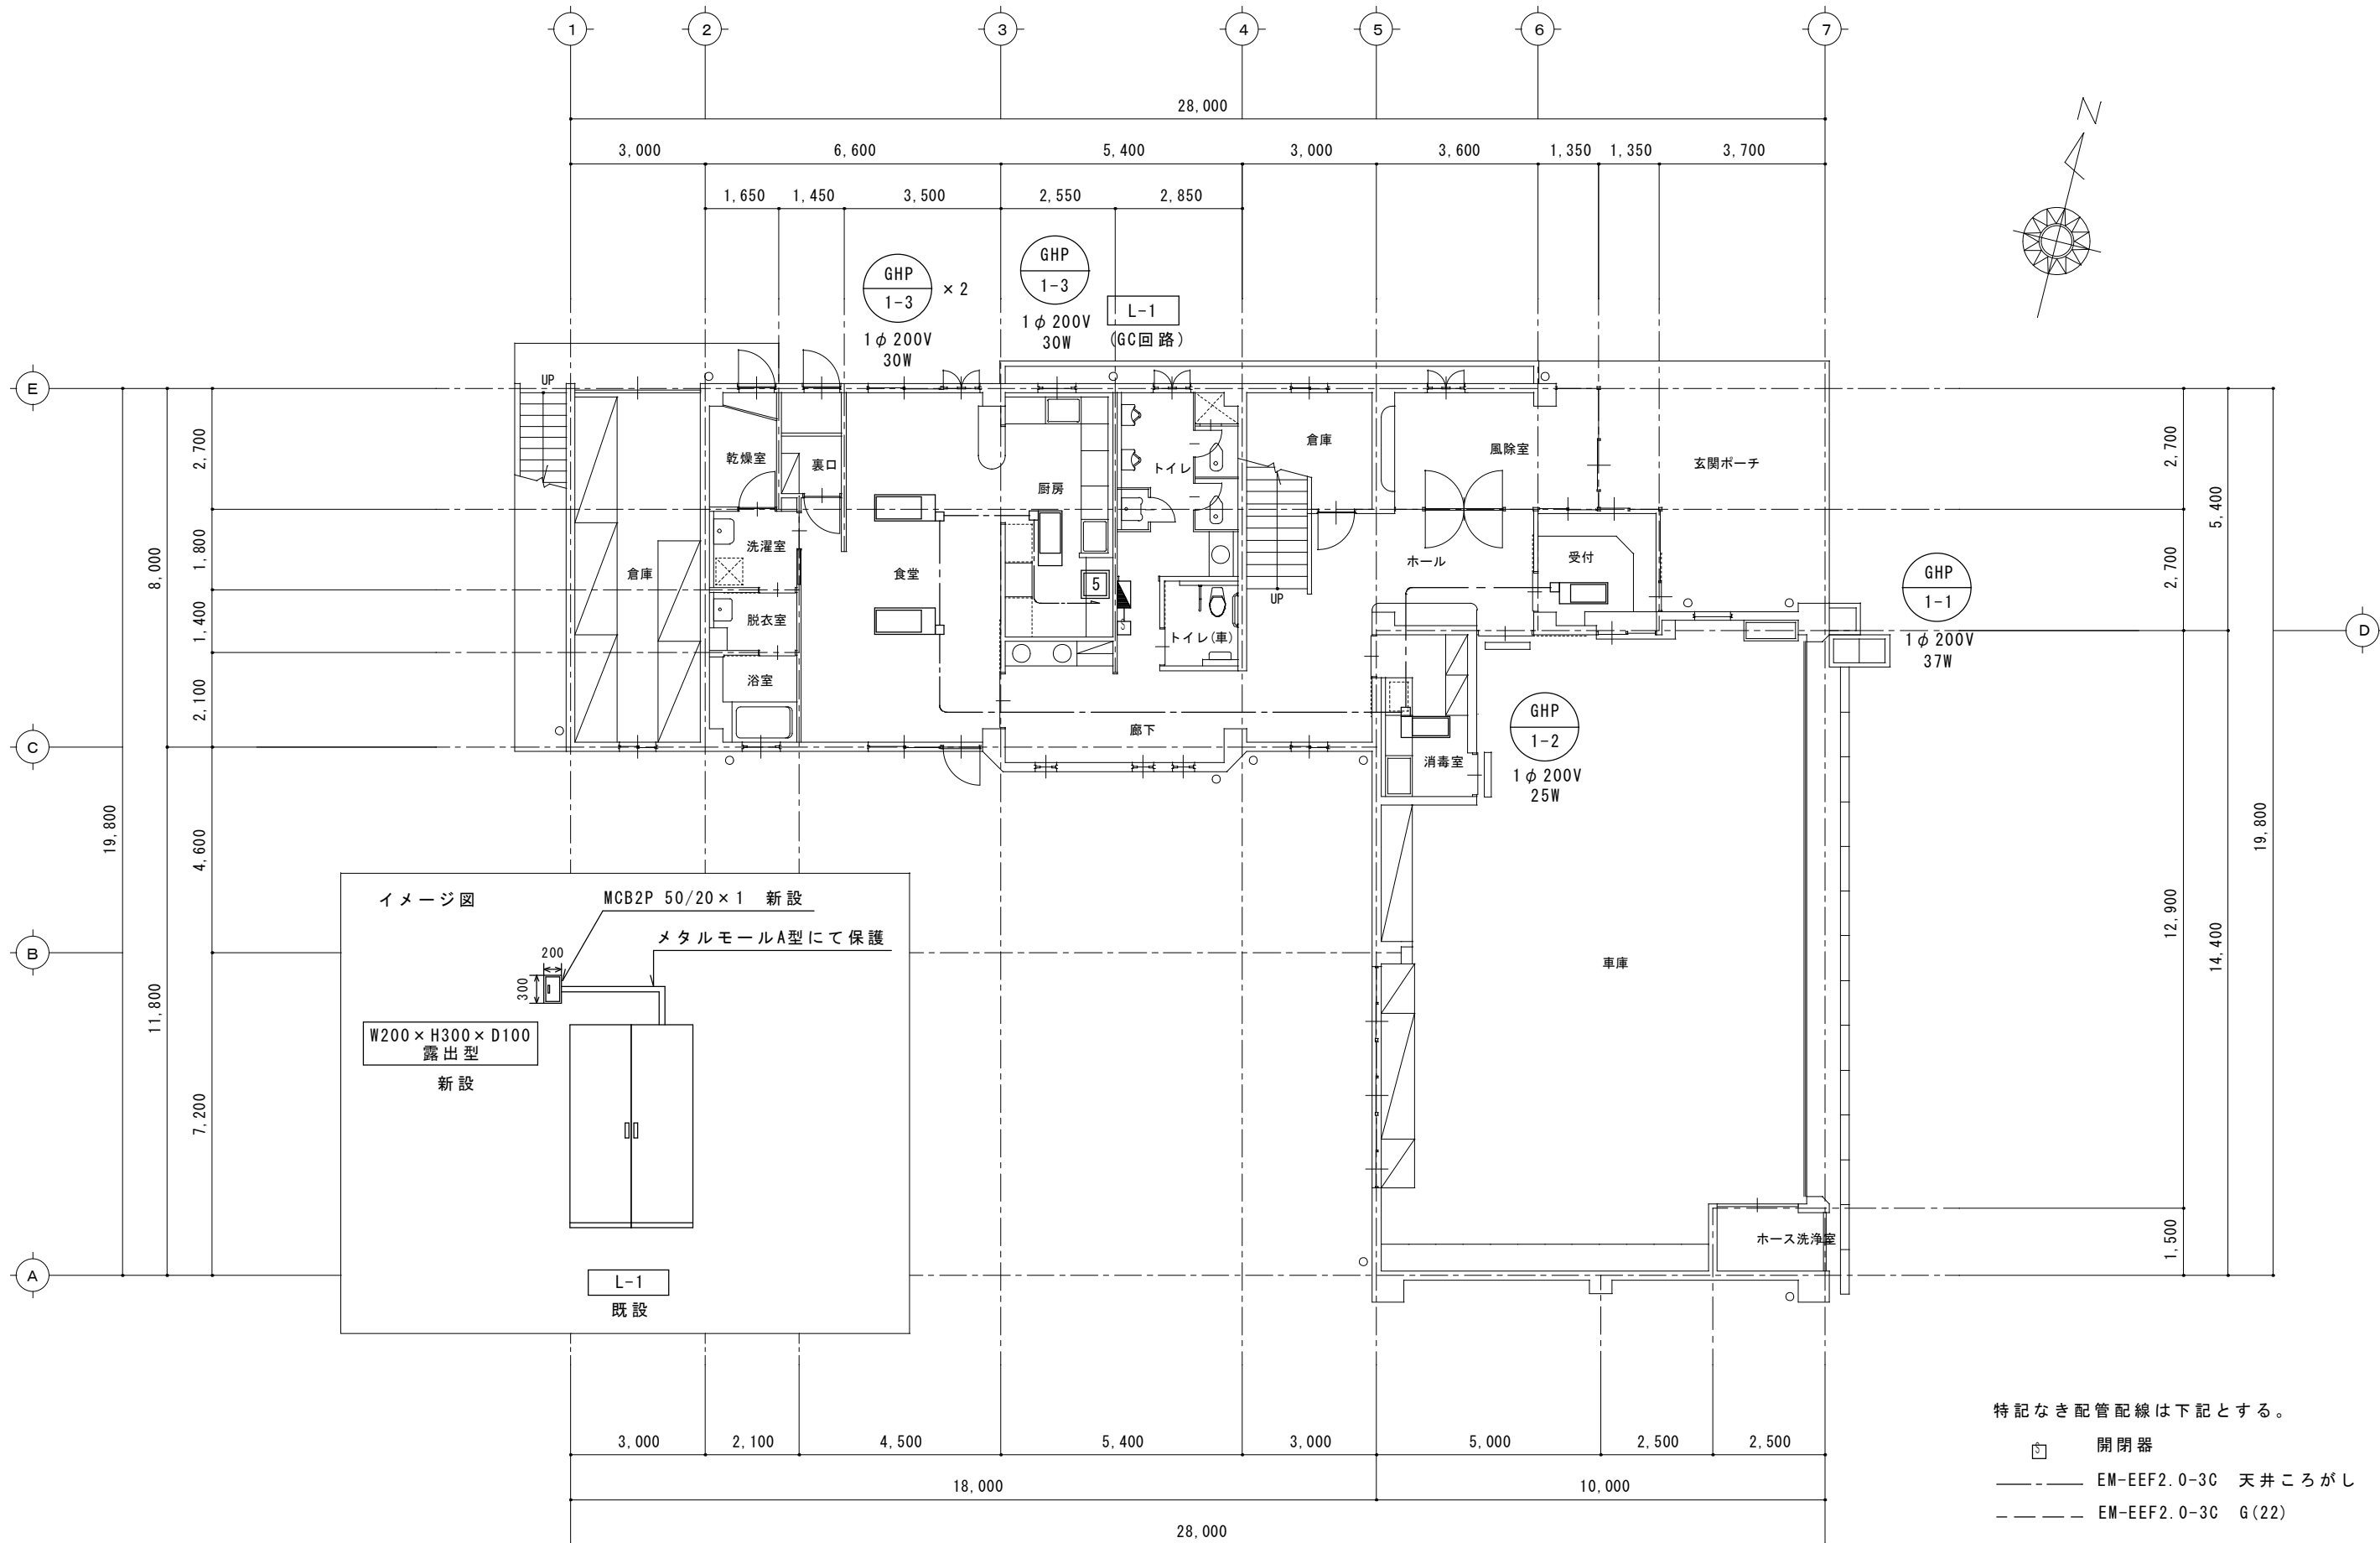 1
2
3
4
5
6
7
28,000
3,000
6,600
5,400
3,000
3,600
1,350
1,350
3,700
1,650
1,450
3,500
2,550
2,850
N
GHP
1-3
×2
1φ200V
30W
GHP
1-3
1φ200V
30W
L-1
(GC回路)
E
UP
乾燥室
裏口
厨房
トイレ
倉庫
風除室
玄関ポーチ
洗濯室
倉庫
食堂
5
ホール
受付
UP
脱衣室
トイレ(車)
浴室
廊下
消毒室
GHP
1-1
1φ200V
37W
GHP
1-2
1φ200V
25W
D
C
B
A
2,700
1,800
1,400
2,100
4,600
7,200
8,000
11,800
19,800
2,700
2,700
5,400
12,900
14,400
1,500
19,800
車庫
ホース洗浄室
イメージ図
MCB2P 50/20×1 新設
メタルモールA型にて保護
200
300
W200×H300×D100
露出型
新設
L-1
既設
3,000
2,100
4,500
5,400
3,000
5,000
2,500
2,500
18,000
10,000
28,000
特記なき配管配線は下記とする。
S 開閉器
EM-EEF2.0-3C 天井ころがし
EM-EEF2.0-3C G(22)